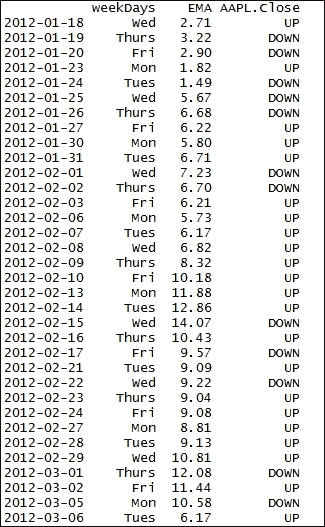 weekDays EMA AAPL.Close
2012-01-18 Wed 2.71 UP
2012-01-19 Thurs 3.22 DOWN
2012-01-20 Fri 2.90 DOWN
2012-01-23 Mon 1.82 UP
2012-01-24 Tues 1.49 DOWN
2012-01-25 Wed 5.67 DOWN
2012-01-26 Thurs 6.68 DOWN
2012-01-27 Fri 6.22 UP
2012-01-30 Mon 5.80 UP
2012-01-31 Tues 6.71 UP
2012-02-01 Wed 7.23 DOWN
2012-02-02 Thurs 6.70 DOWN
2012-02-03 Fri 6.21 UP
2012-02-06 Mon 5.73 UP
2012-02-07 Tues 6.17 UP
2012-02-08 Wed 6.82 UP
2012-02-09 Thurs 8.32 UP
2012-02-10 Fri 10.18 UP
2012-02-13 Mon 11.88 UP
2012-02-14 Tues 12.86 UP
2012-02-15 Wed 14.07 DOWN
2012-02-16 Thurs 10.43 UP
2012-02-17 Fri 9.57 DOWN
2012-02-21 Tues 9.09 UP
2012-02-22 Wed 9.22 DOWN
2012-02-23 Thurs 9.04 UP
2012-02-24 Fri 9.08 UP
2012-02-27 Mon 8.81 UP
2012-02-28 Tues 9.13 UP
2012-02-29 Wed 10.81 UP
2012-03-01 Thurs 12.08 DOWN
2012-03-02 Fri 11.44 UP
2012-03-05 Mon 10.58 DOWN
2012-03-06 Tues 6.17 UP